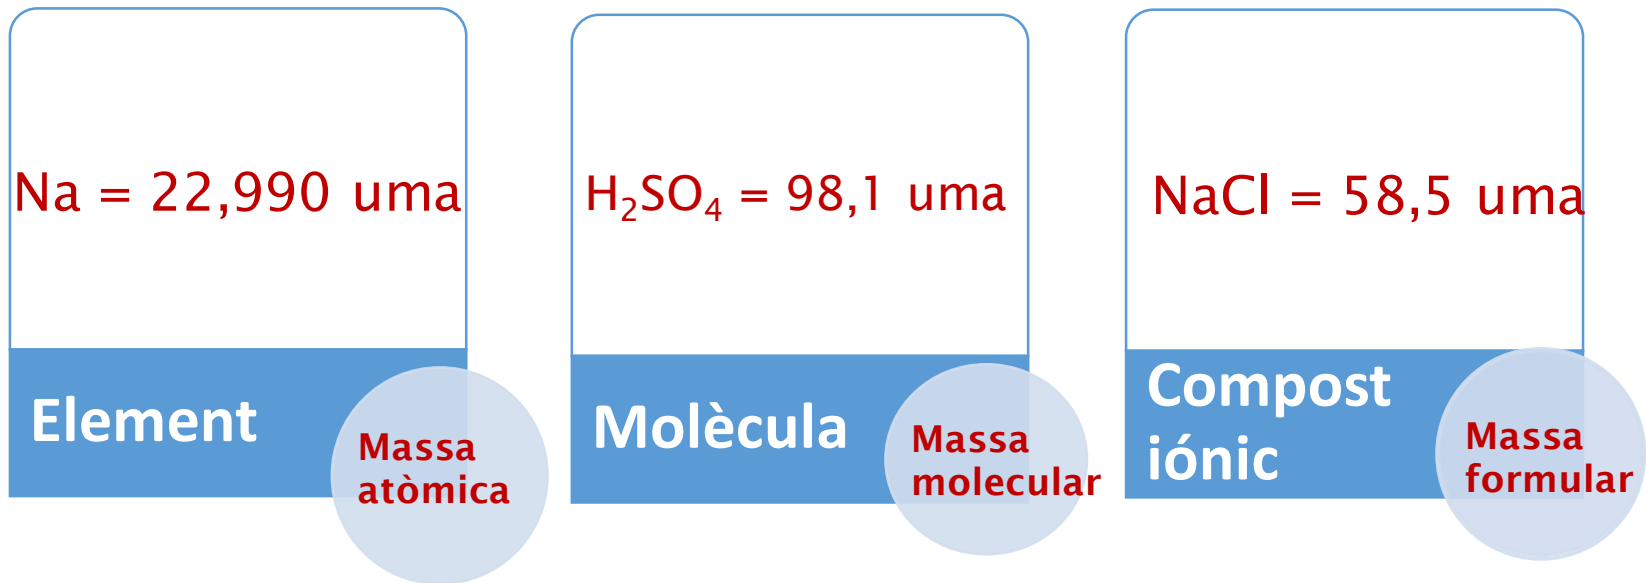 Na = 22,990 uma
Element
Massa
atòmica
H₂SO₄ = 98,1 uma
Molècula
Massa
molecular
NaCl = 58,5 uma
Compost
iónic
Massa
formular